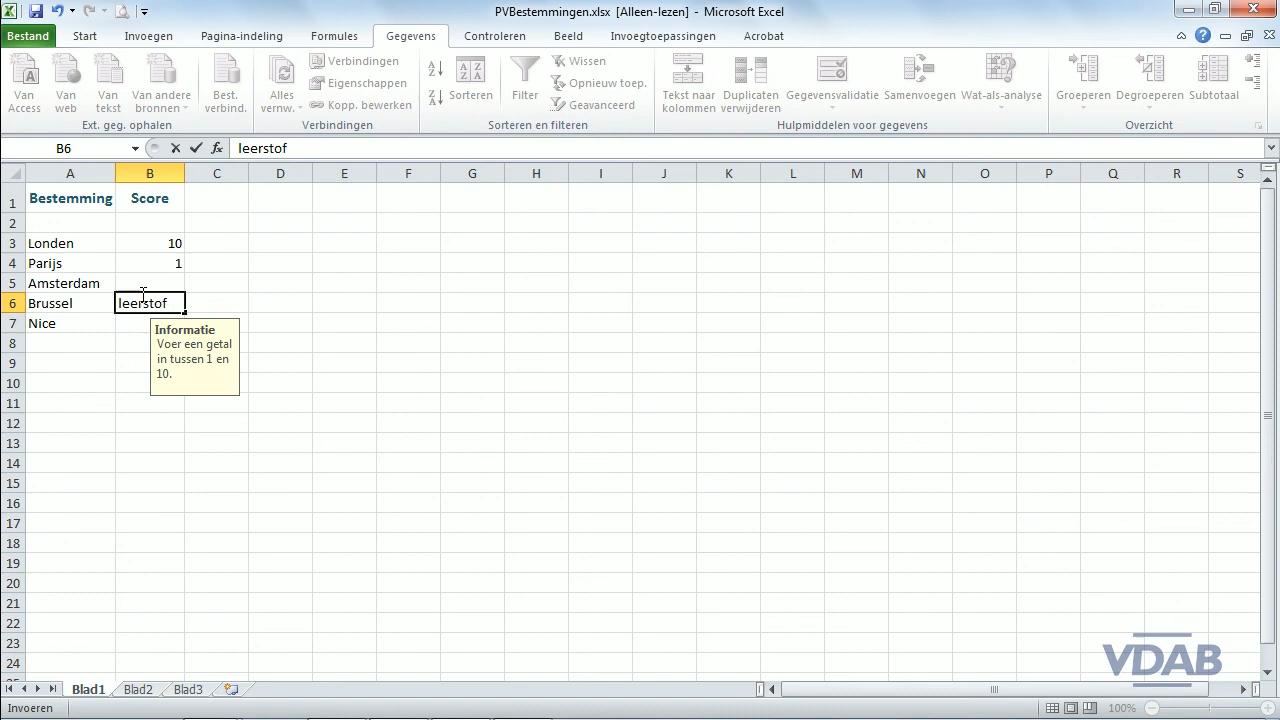 PVBestemmingen.xlsx [Alleen-lezen] - Microsoft Excel
Bestand Start Invoegen Pagina-indeling Formules Gegevens Controleren Beeld Invoegtoepassingen Acrobat
Van Access
Van web
Van tekst
Van andere bronnen
Best. verbind.
Ext. geg. ophalen
Alles vernw.
Verbindingen
Eigenschappen
Kopp. bewerken
Verbindingen
Sorteren
Filter
Wissen
Opnieuw toep.
Geavanceerd
Sorteren en filteren
Tekst naar kolommen
Duplicaten verwijderen
Gegevensvalidatie
Samenvoegen
Wat-als-analyse
Hulpmiddelen voor gegevens
Groeperen
Degroeperen
Subtotaal
Overzicht
B6 fx leerstof
A B C D E F G H I J K L M N O P Q R S
1 Bestemming Score
2
3 Londen 10
4 Parijs 1
5 Amsterdam
6 Brussel leerstof
7 Nice
Informatie
Voer een getal
in tussen 1 en
10.
8
9
10
11
12
13
14
15
16
17
18
19
20
21
22
23
24
VDAB
Blad1 Blad2 Blad3
Invoeren 100%